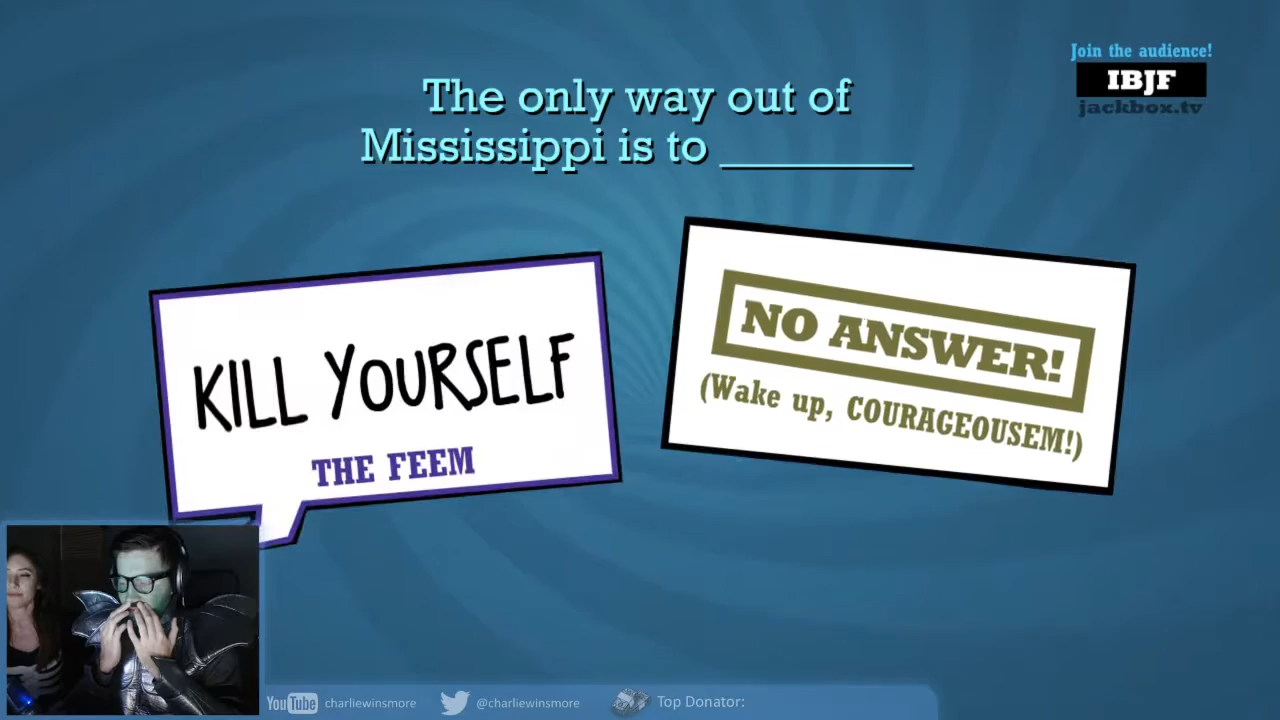 Join the audience!
IBJF
jackbox.tv
The only way out of
Mississippi is to ________
KILL YOURSELF
THE FEEM
NO ANSWER!
(Wake up, COURAGEOUSEM!)
YouTube charliewinsmore @charliewinsmore Top Donator: